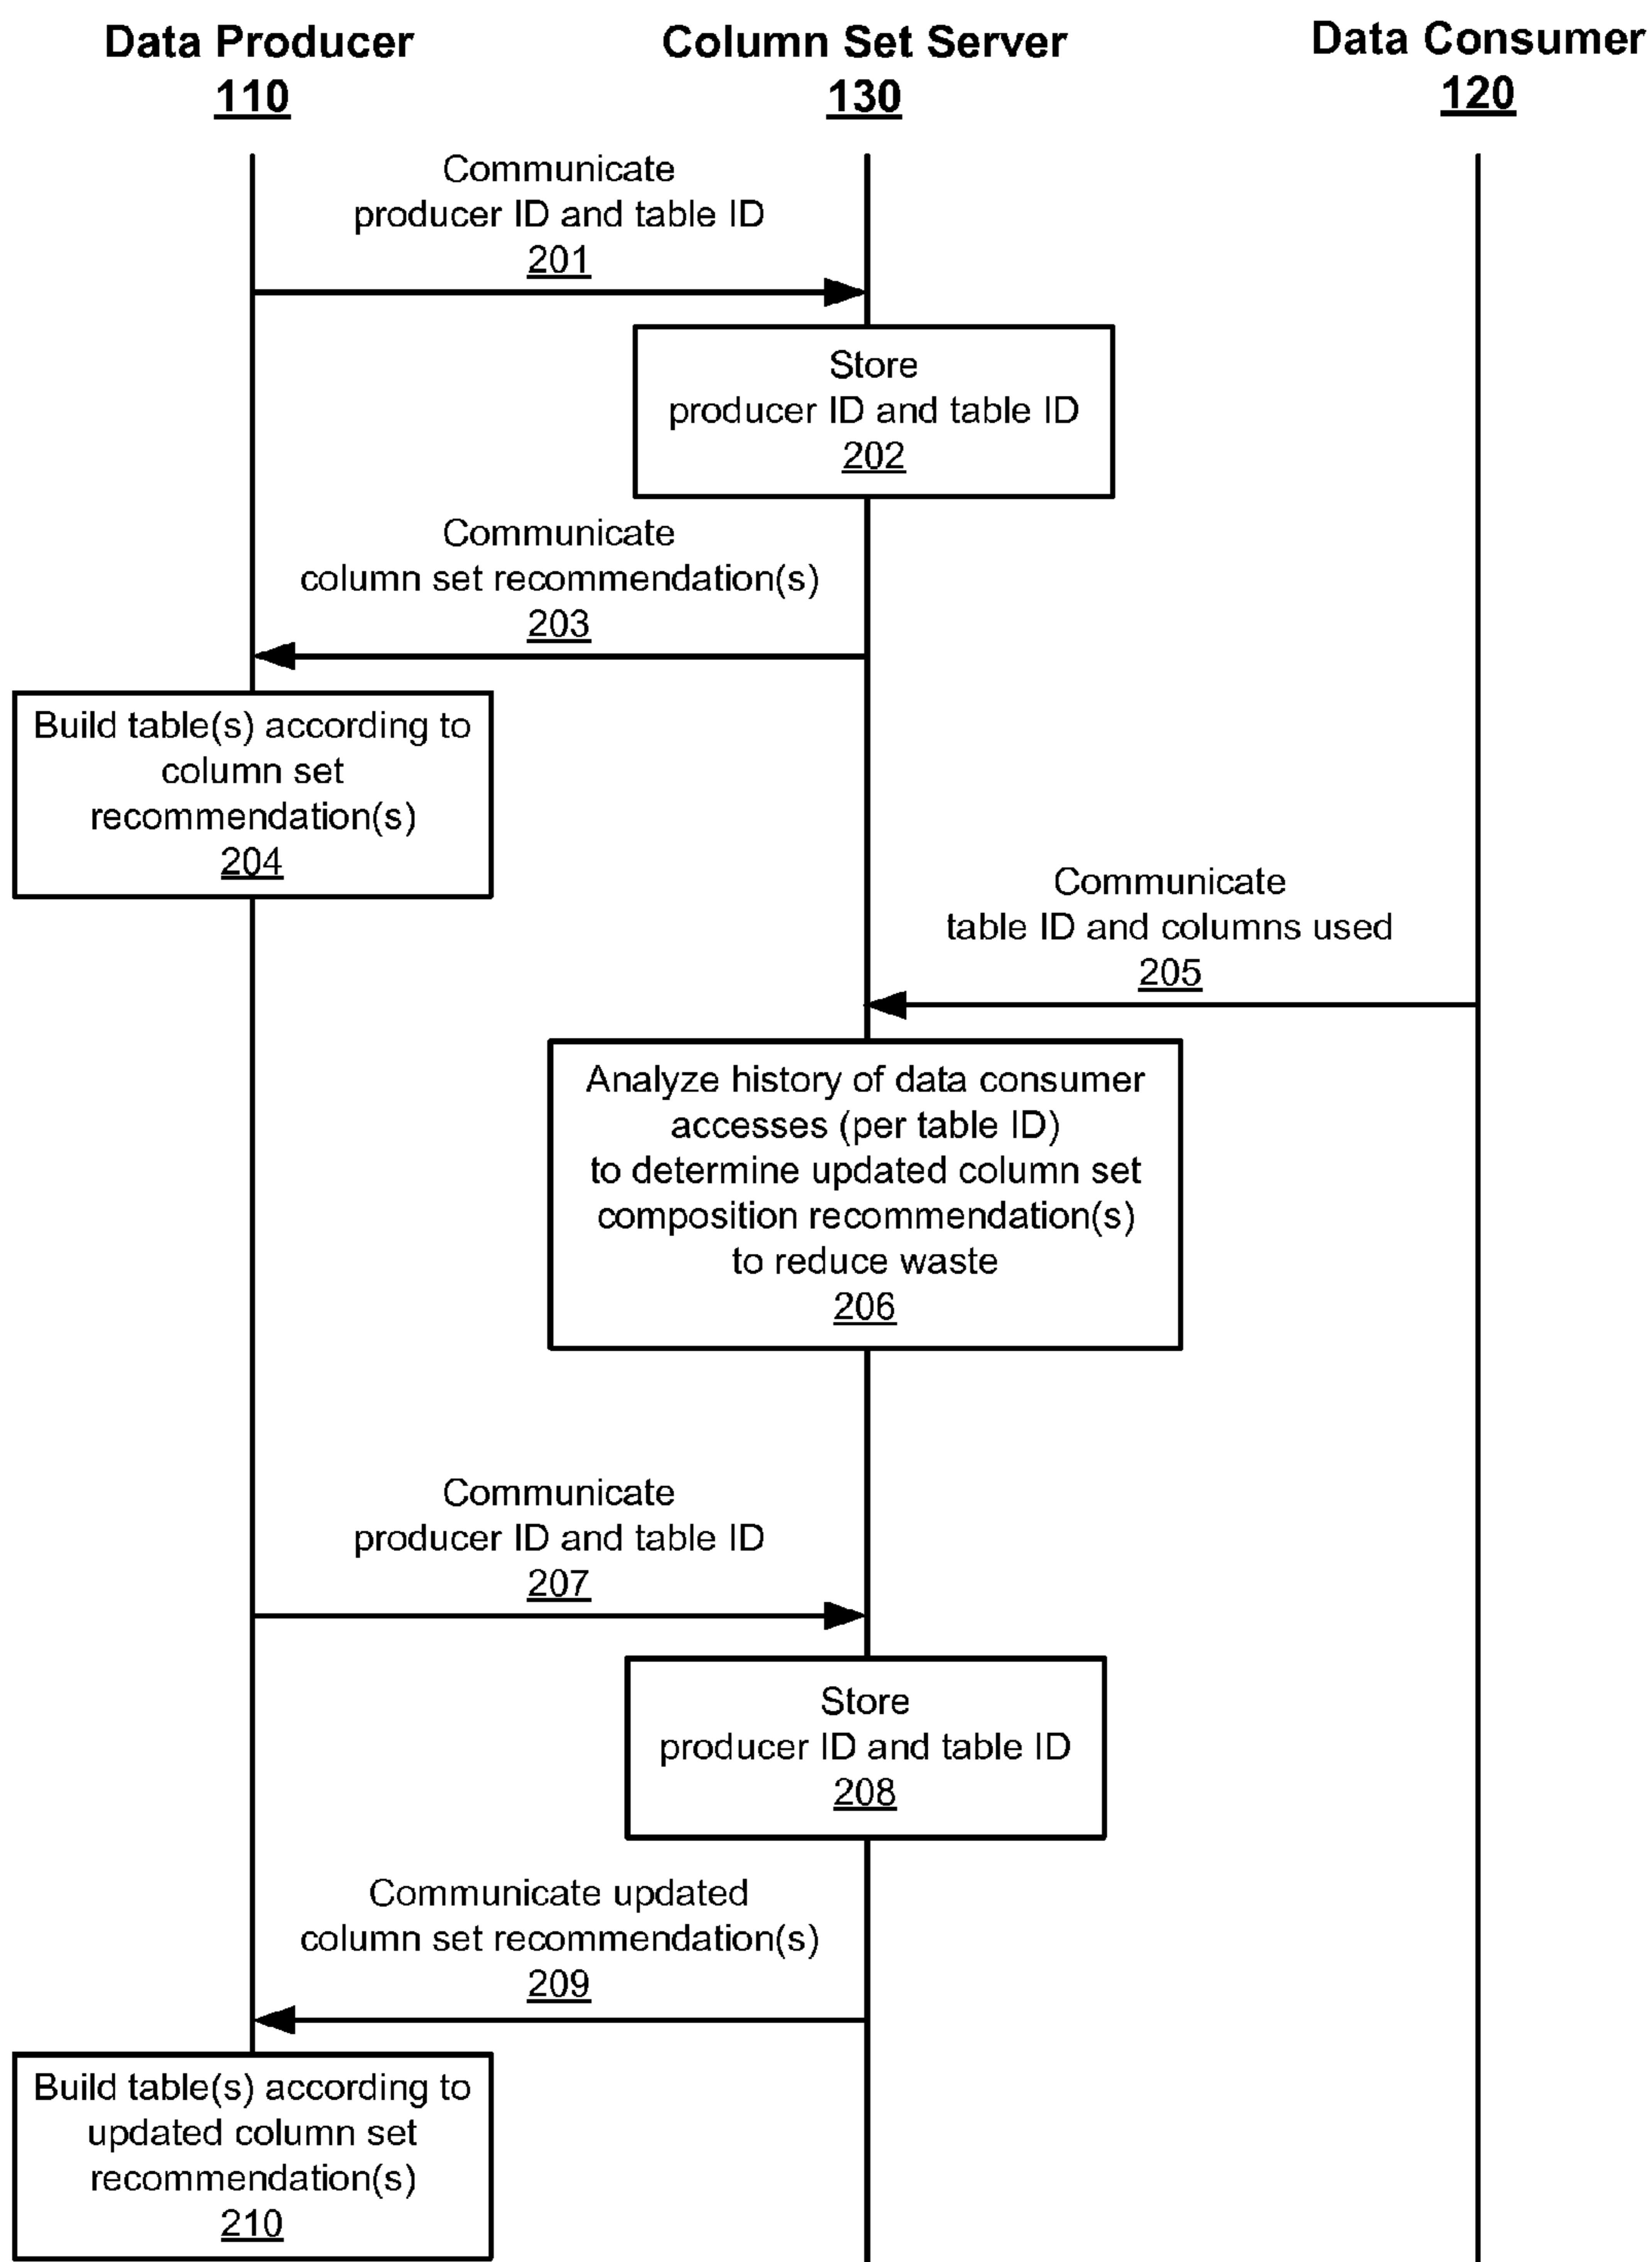 Data Producer
110
Column Set Server
130
Data Consumer
120
Communicate
producer ID and table ID
201
Store
producer ID and table ID
202
Communicate
column set recommendation(s)
203
Build table(s) according to
column set
recommendation(s)
204
Communicate
table ID and columns used
205
Analyze history of data consumer
accesses (per table ID)
to determine updated column set
composition recommendation(s)
to reduce waste
206
Communicate
producer ID and table ID
207
Store
producer ID and table ID
208
Communicate updated
column set recommendation(s)
209
Build table(s) according to
updated column set
recommendation(s)
210